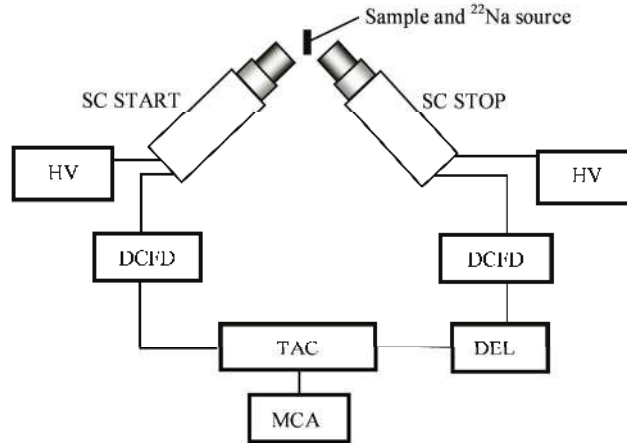 Sample and ²²Na source
SC START
SC STOP
HV
HV
DCFD
DCFD
TAC
DEL
MCA